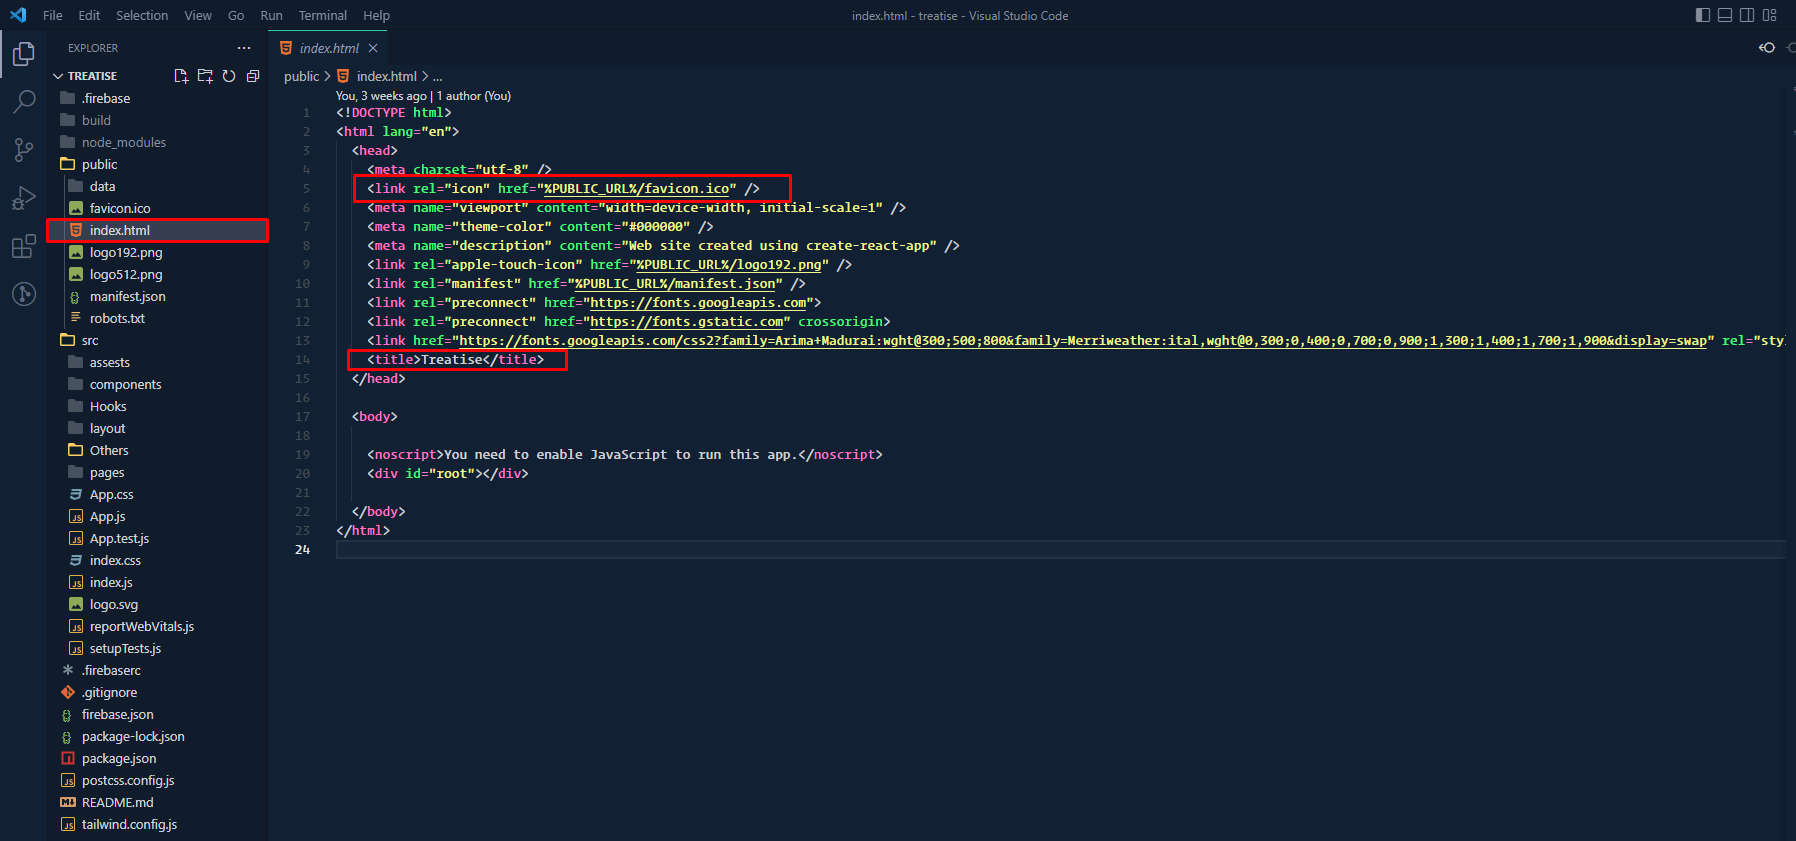 File Edit Selection View Go Run Terminal Help
index.html - treatise - Visual Studio Code
EXPLORER ...
TREATISE
.firebase
build
node_modules
public
data
favicon.ico
index.html
logo192.png
logo512.png
manifest.json
robots.txt
src
assests
components
Hooks
layout
Others
pages
App.css
App.js
App.test.js
index.css
index.js
logo.svg
reportWebVitals.js
setupTests.js
.firebaserc
.gitignore
firebase.json
package-lock.json
package.json
postcss.config.js
README.md
tailwind.config.js
index.html
public > index.html > ...
You, 3 weeks ago | 1 author (You)
1 <!DOCTYPE html>
2 <html lang="en">
3 <head>
4 <meta charset="utf-8" />
5 <link rel="icon" href="%PUBLIC_URL%/favicon.ico" />
6 <meta name="viewport" content="width=device-width, initial-scale=1" />
7 <meta name="theme-color" content="#000000" />
8 <meta name="description" content="Web site created using create-react-app" />
9 <link rel="apple-touch-icon" href="%PUBLIC_URL%/logo192.png" />
10 <link rel="manifest" href="%PUBLIC_URL%/manifest.json" />
11 <link rel="preconnect" href="https://fonts.googleapis.com">
12 <link rel="preconnect" href="https://fonts.gstatic.com" crossorigin>
13 <link href="https://fonts.googleapis.com/css2?family=Arima+Madurai:wght@300;500;800&family=Merriweather:ital,wght@0,300;0,400;0,700;0,900;1,300;1,400;1,700;1,900&display=swap" rel="sty
14 <title>Treatise</title>
15 </head>
16
17 <body>
18
19 <noscript>You need to enable JavaScript to run this app.</noscript>
20 <div id="root"></div>
21
22 </body>
23 </html>
24